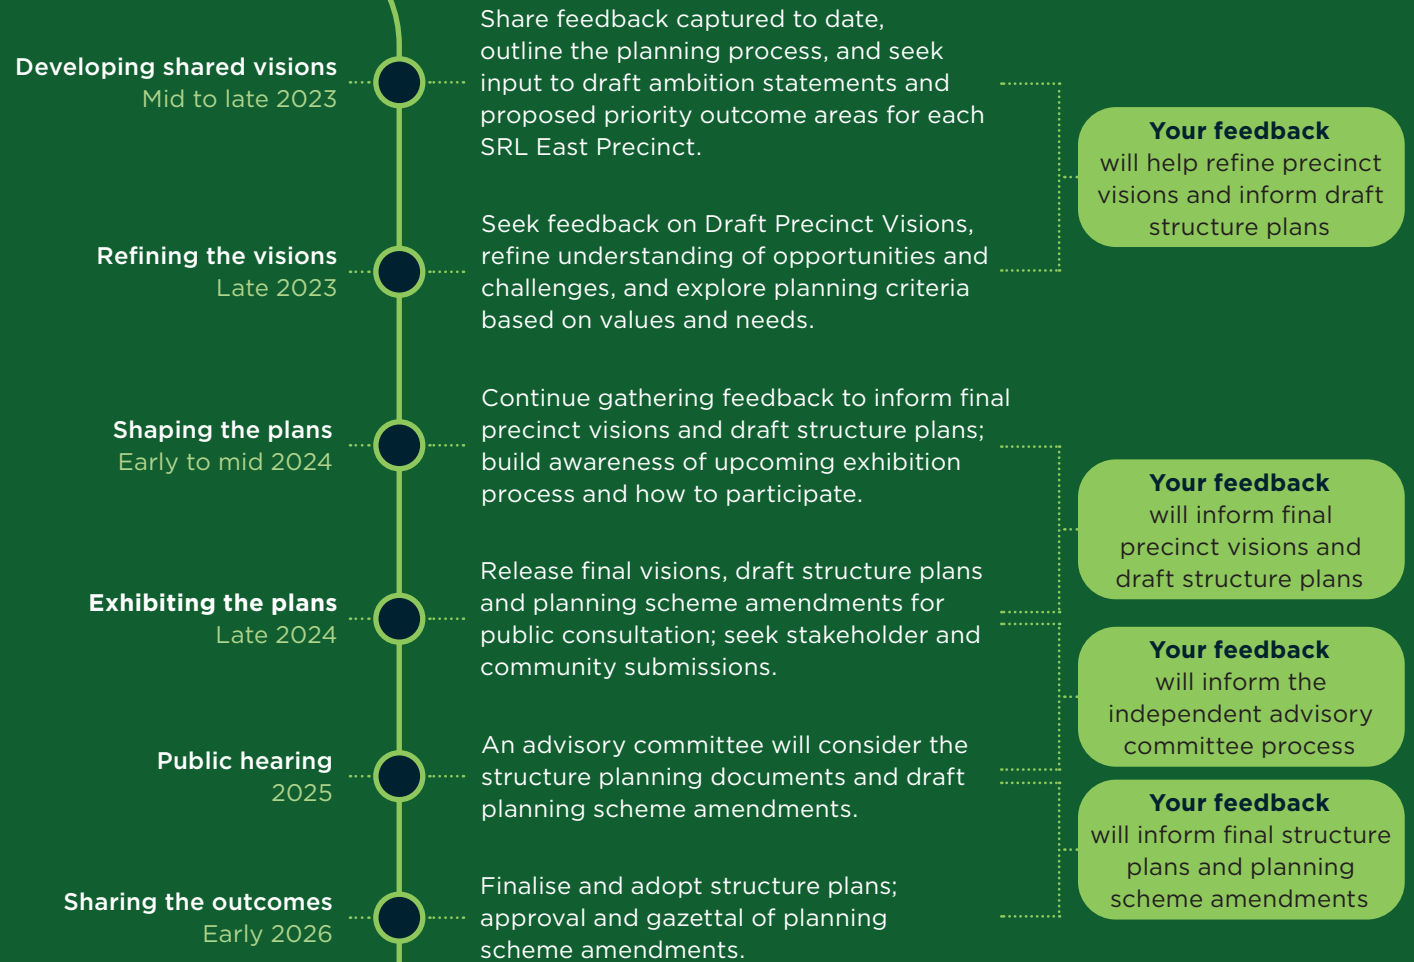 Developing shared visions
Mid to late 2023
Share feedback captured to date,
outline the planning process, and seek
input to draft ambition statements and
proposed priority outcome areas for each
SRL East Precinct.
Your feedback
will help refine precinct
visions and inform draft
structure plans
Refining the visions
Late 2023
Seek feedback on Draft Precinct Visions,
refine understanding of opportunities and
challenges, and explore planning criteria
based on values and needs.
Shaping the plans
Early to mid 2024
Continue gathering feedback to inform final
precinct visions and draft structure plans;
build awareness of upcoming exhibition
process and how to participate.
Your feedback
will inform final
precinct visions and
draft structure plans
Exhibiting the plans
Late 2024
Release final visions, draft structure plans
and planning scheme amendments for
public consultation; seek stakeholder and
community submissions.
Your feedback
will inform the
independent advisory
committee process
Public hearing
2025
An advisory committee will consider the
structure planning documents and draft
planning scheme amendments.
Your feedback
will inform final structure
plans and planning
scheme amendments
Sharing the outcomes
Early 2026
Finalise and adopt structure plans;
approval and gazettal of planning
scheme amendments.